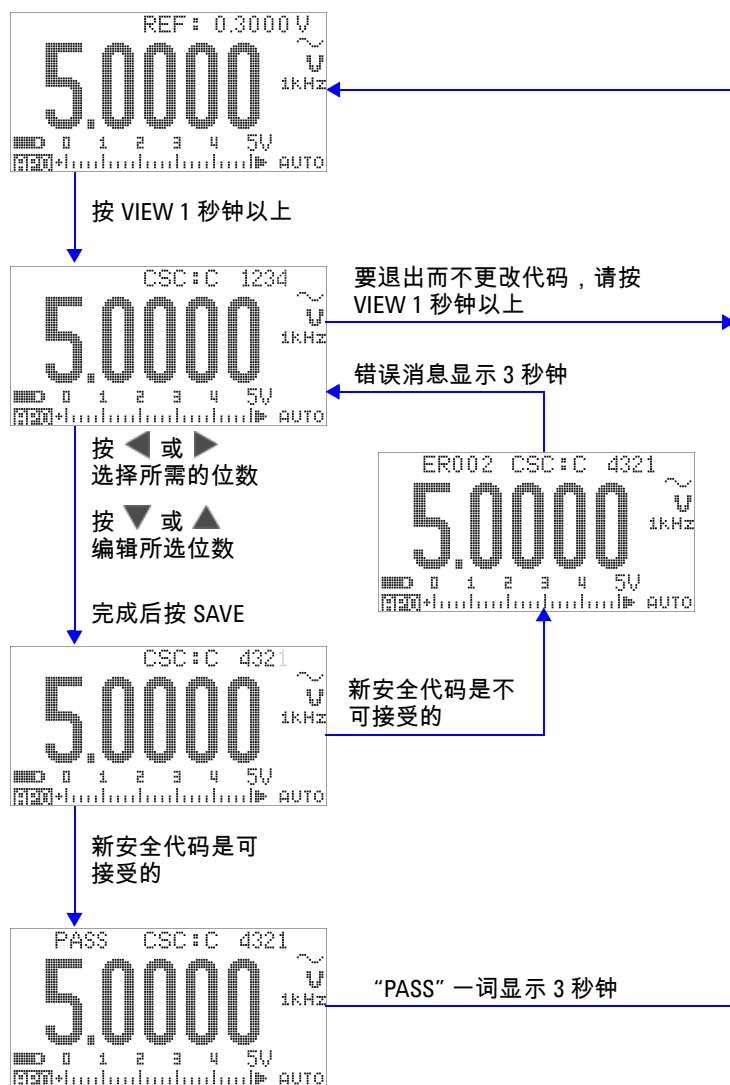 REF: 0.3000 V
5.0000
V
1kHz
0 1 2 3 4 5V
APO AUTO
按 VIEW 1 秒钟以上
CSC:C 1234
5.0000
V
1kHz
0 1 2 3 4 5V
APO AUTO
要退出而不更改代码，请按
VIEW 1 秒钟以上
错误消息显示 3 秒钟
按 ◀ 或 ▶
选择所需的位数
按 ▼ 或 ▲
编辑所选位数
完成后按 SAVE
ER002 CSC:C 4321
5.0000
V
1kHz
0 1 2 3 4 5V
APO AUTO
CSC:C 4321
5.0000
V
1kHz
0 1 2 3 4 5V
APO AUTO
新安全代码是不
可接受的
新安全代码是可
接受的
PASS CSC:C 4321
5.0000
V
1kHz
0 1 2 3 4 5V
APO AUTO
“PASS” 一词显示 3 秒钟